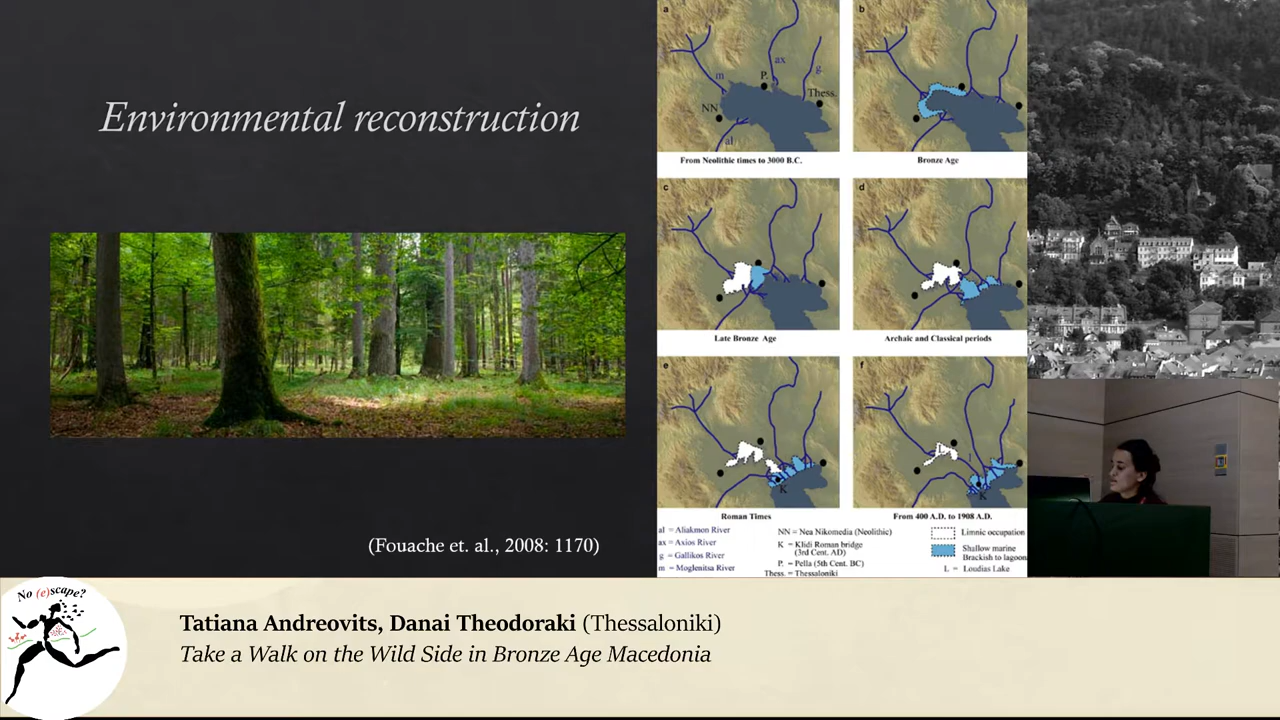 Environmental reconstruction
(Fouache et. al., 2008: 1170)
a
m
ax
P.
g
Thess.
NN
al
From Neolithic times to 3000 B.C.
b
Bronze Age
c
Late Bronze Age
d
Archaic and Classical periods
e
K
Roman Times
f
L
K
From 400 A.D. to 1908 A.D.
al = Aliakmon River
ax = Axios River
g = Gallikos River
m = Moglenitsa River
NN = Nea Nikomedia (Neolithic)
K = Klidi Roman bridge
(3rd Cent. AD)
P. = Pella (5th Cent. BC)
Thess. = Thessaloniki
Limnic occupation
Shallow marine
Brackish to lagoon
L = Loudias Lake
No (e)scape?
Tatiana Andreovits, Danai Theodoraki (Thessaloniki)
Take a Walk on the Wild Side in Bronze Age Macedonia